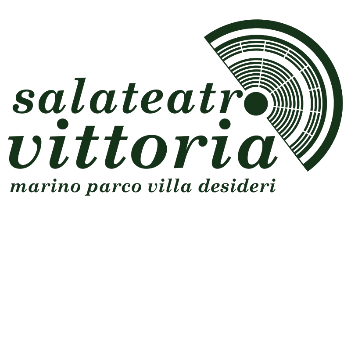 salateatro
vittoria
marino parco villa desideri